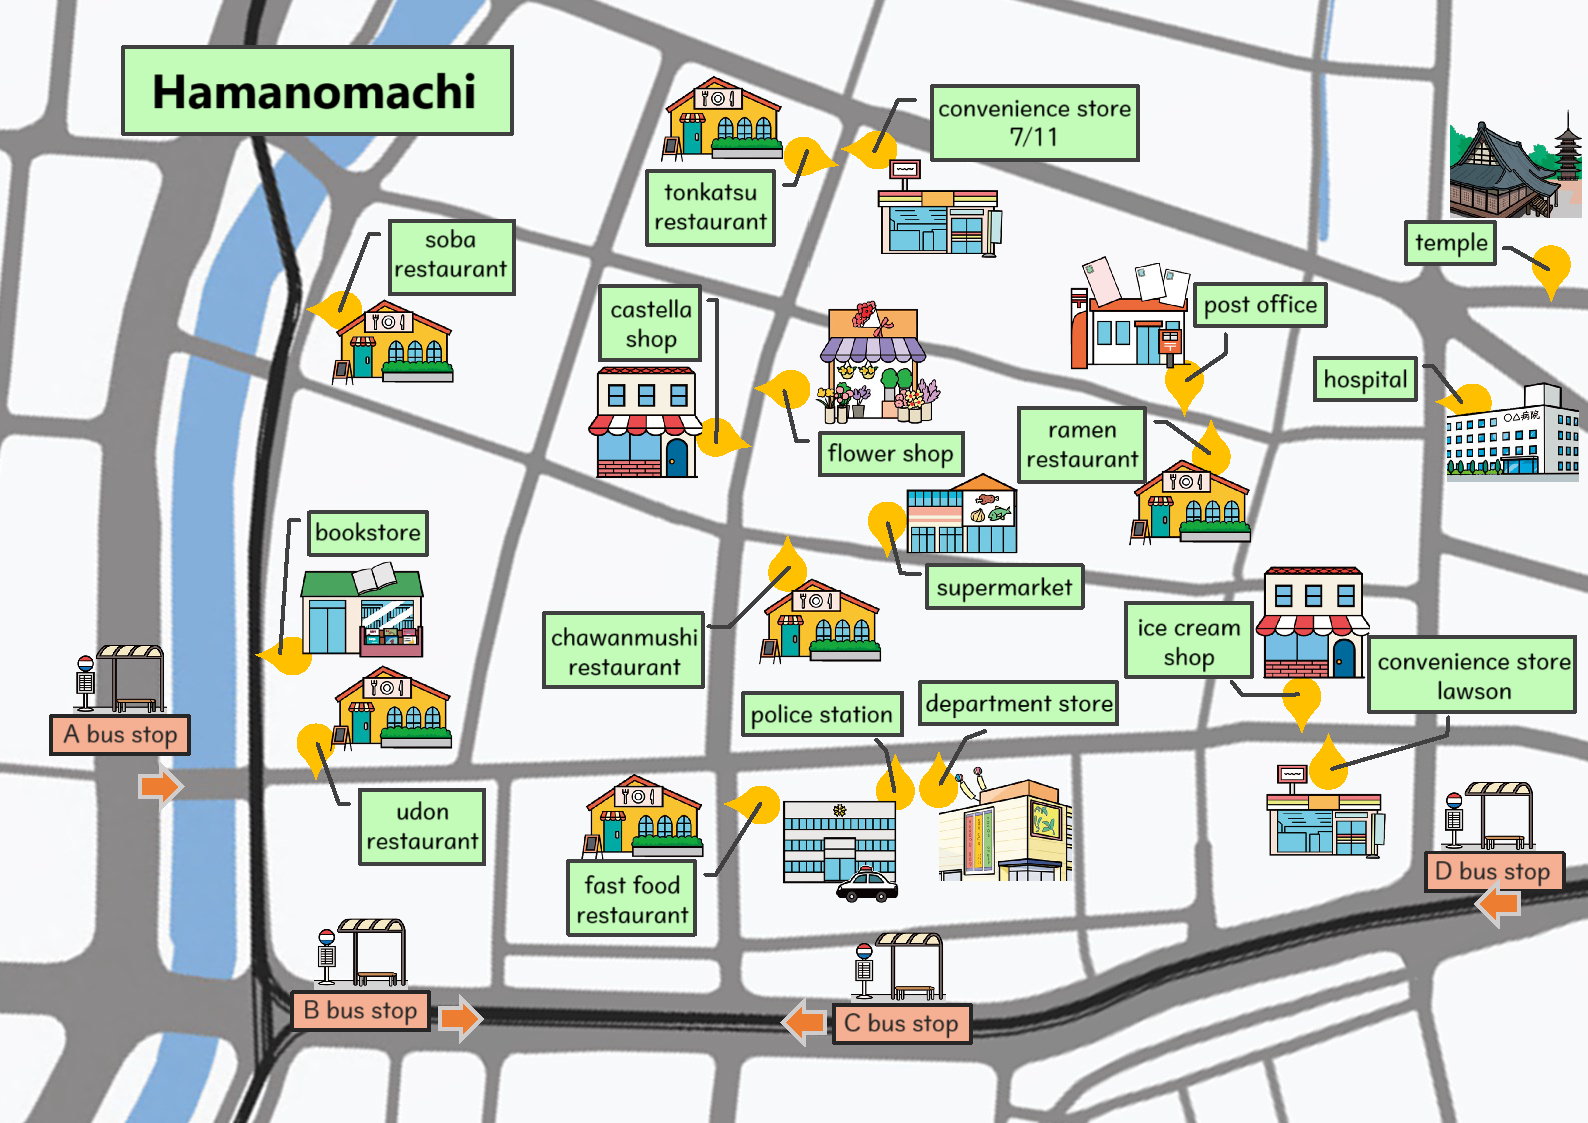 Hamanomachi
convenience store
7/11
tonkatsu
restaurant
soba
restaurant
temple
castella
shop
post office
hospital
ramen
restaurant
flower shop
○△病院
bookstore
supermarket
chawanmushi
restaurant
ice cream
shop
convenience store
lawson
A bus stop
police station
department store
udon
restaurant
fast food
restaurant
D bus stop
B bus stop
C bus stop